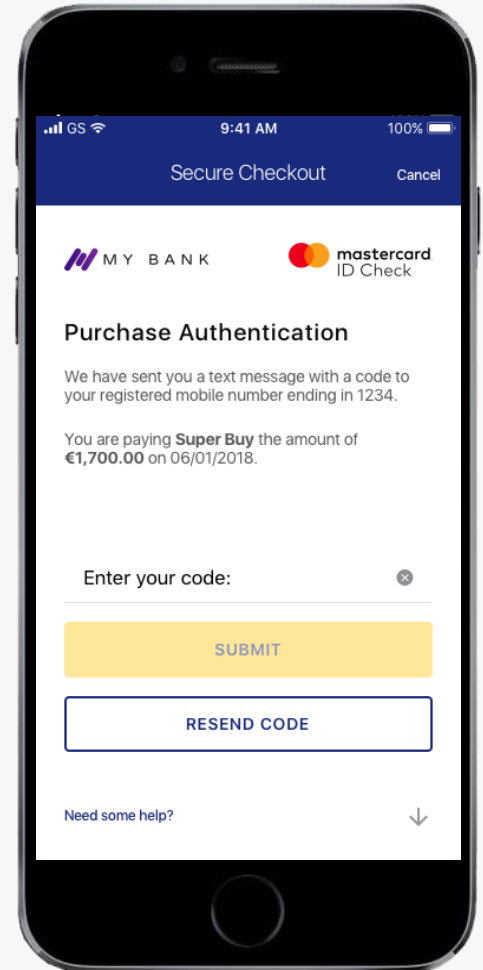 GS 9:41 AM 100%
Secure Checkout Cancel
MY BANK mastercard
ID Check
Purchase Authentication
We have sent you a text message with a code to
your registered mobile number ending in 1234.
You are paying Super Buy the amount of
€1,700.00 on 06/01/2018.
Enter your code:
SUBMIT
RESEND CODE
Need some help?